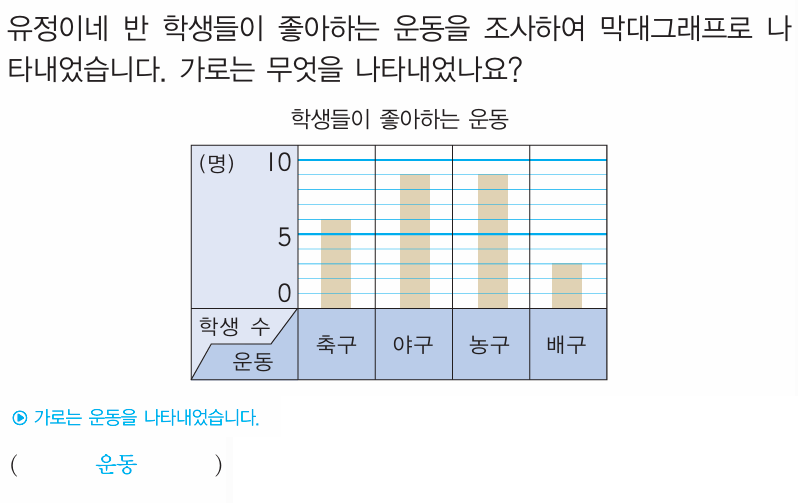 유정이네 반 학생들이 좋아하는 운동을 조사하여 막대그래프로 나
타내었습니다. 가로는 무엇을 나타내었나요?
학생들이 좋아하는 운동
(명) 10
5
0
학생 수
운동
축구 야구 농구 배구
가로는 운동을 나타내었습니다.
( 운동 )